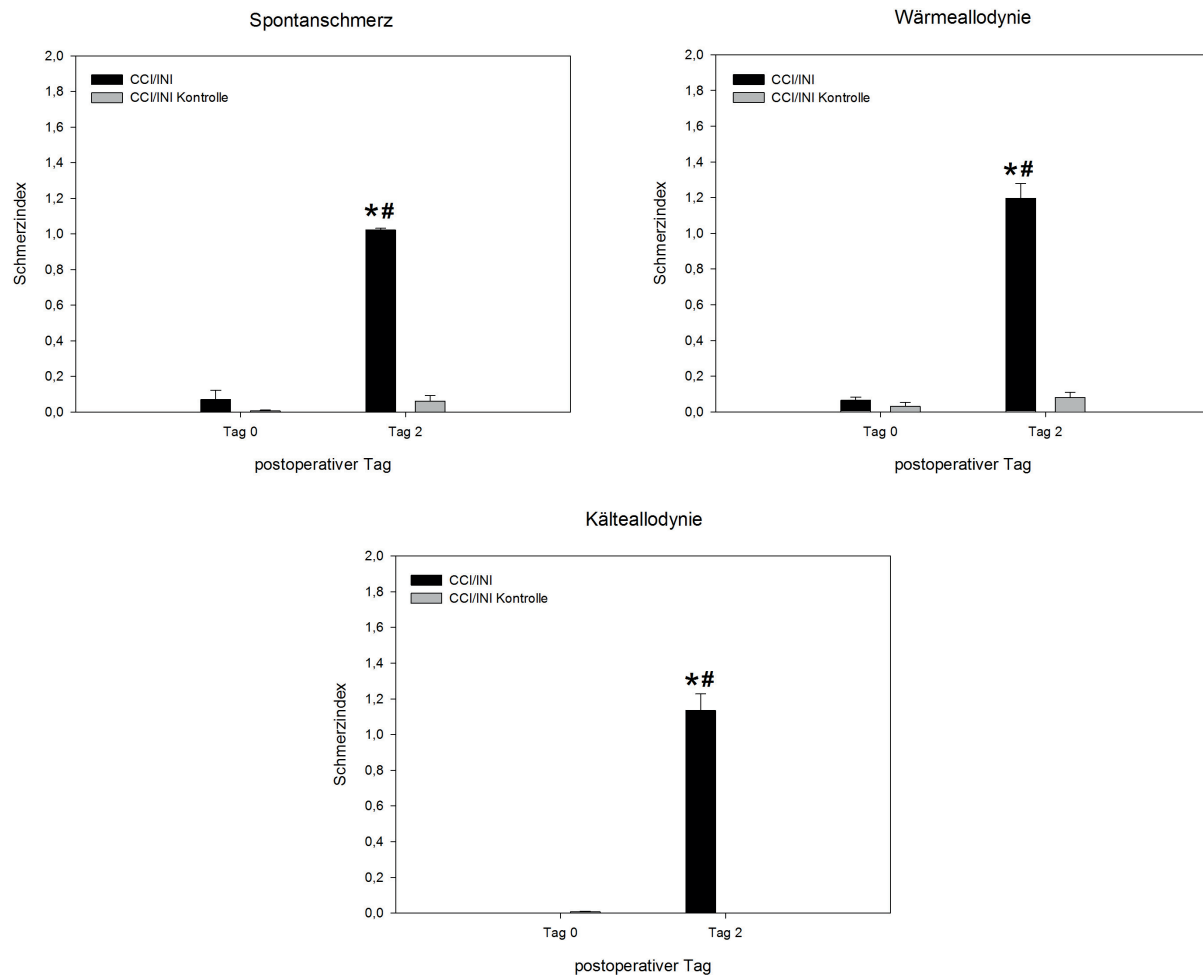 Spontanschmerz
2,0
1,8
1,6
1,4
1,2
1,0
0,8
0,6
0,4
0,2
0,0
Schmerzindex
CCI/INI
CCI/INI Kontrolle
*#
Tag 0
Tag 2
postoperativer Tag
Wärmeallodynie
2,0
1,8
1,6
1,4
1,2
1,0
0,8
0,6
0,4
0,2
0,0
Schmerzindex
CCI/INI
CCI/INI Kontrolle
*#
Tag 0
Tag 2
postoperativer Tag
Kälteallodynie
2,0
1,8
1,6
1,4
1,2
1,0
0,8
0,6
0,4
0,2
0,0
Schmerzindex
CCI/INI
CCI/INI Kontrolle
*#
Tag 0
Tag 2
postoperativer Tag